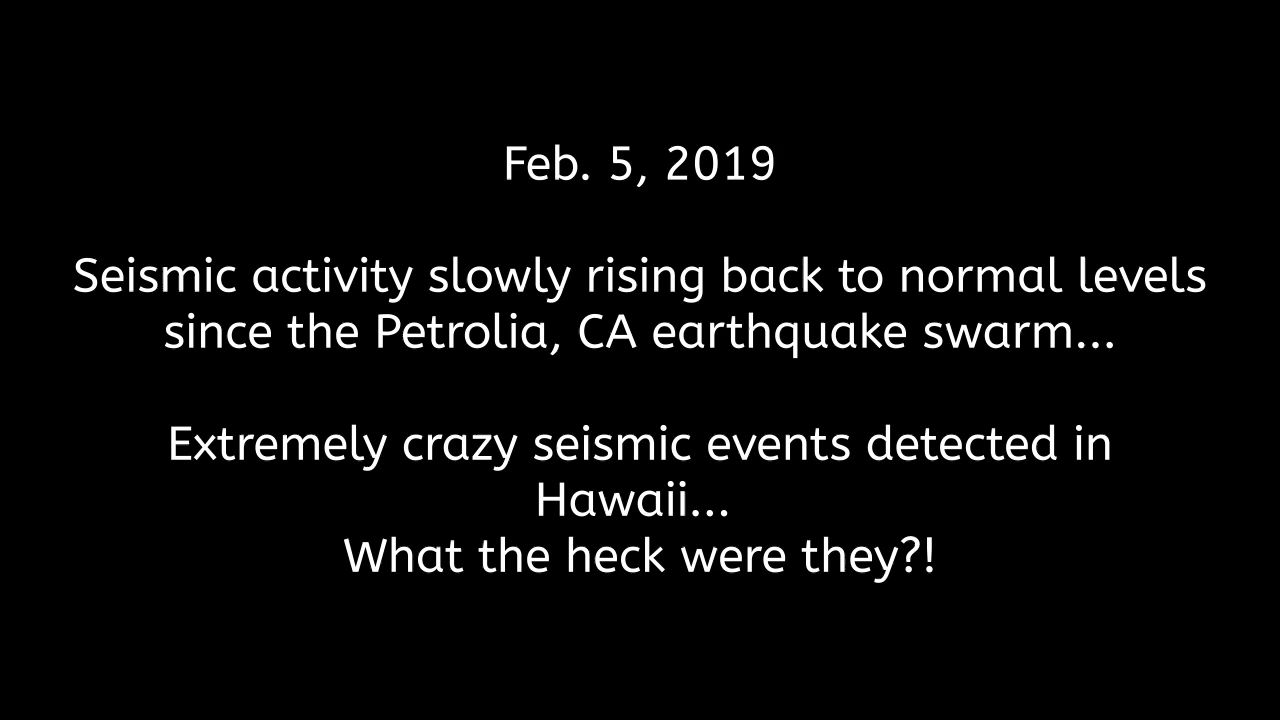 Feb. 5, 2019
Seismic activity slowly rising back to normal levels
since the Petrolia, CA earthquake swarm...
Extremely crazy seismic events detected in
Hawaii...
What the heck were they?!